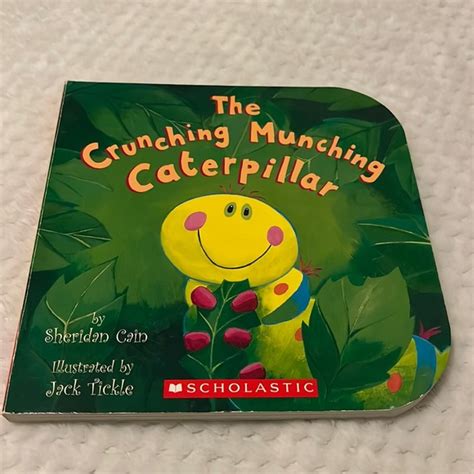 The
Crunching Munching
Caterpillar
by
Sheridan Cain
Illustrated by
Jack Tickle
SCHOLASTIC